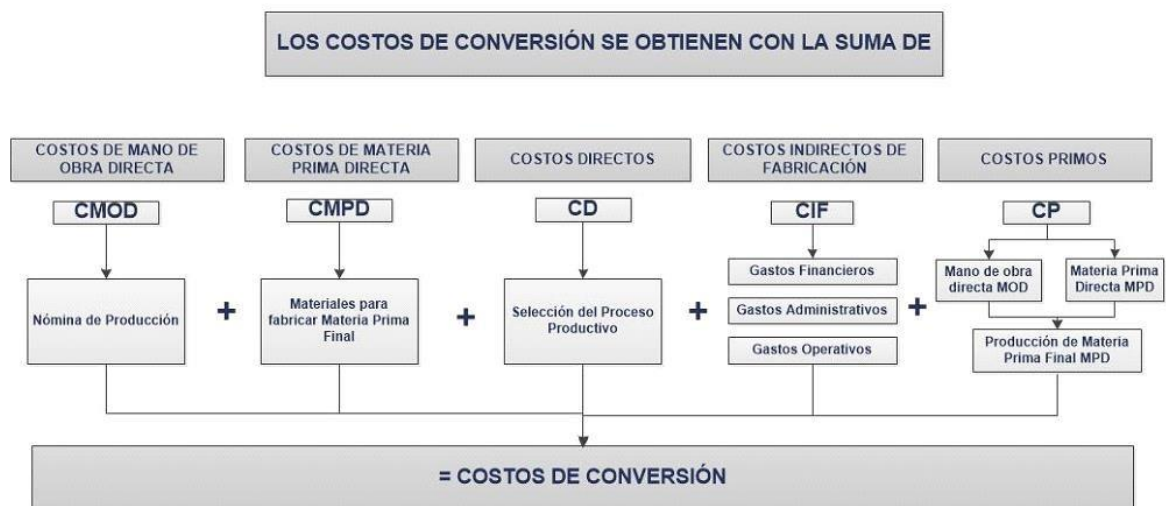 LOS COSTOS DE CONVERSIÓN SE OBTIENEN CON LA SUMA DE
COSTOS DE MANO DE
OBRA DIRECTA
CMOD
Nómina de Producción
+
COSTOS DE MATERIA
PRIMA DIRECTA
CMPD
Materiales para
fabricar Materia Prima
Final
+
COSTOS DIRECTOS
CD
Selección del Proceso
Productivo
+
COSTOS INDIRECTOS DE
FABRICACIÓN
CIF
Gastos Financieros
Gastos Administrativos
Gastos Operativos
+
COSTOS PRIMOS
CP
Mano de obra
directa MOD
Materia Prima
Directa MPD
Producción de Materia
Prima Final MPD
= COSTOS DE CONVERSIÓN